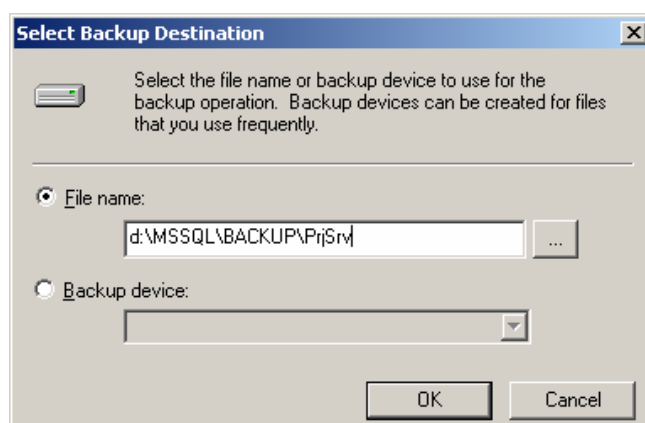 Select Backup Destination
Select the file name or backup device to use for the
backup operation. Backup devices can be created for files
that you use frequently.
File name:
d:\MSSQL\BACKUP\PrjSrv
...
Backup device:
OK Cancel